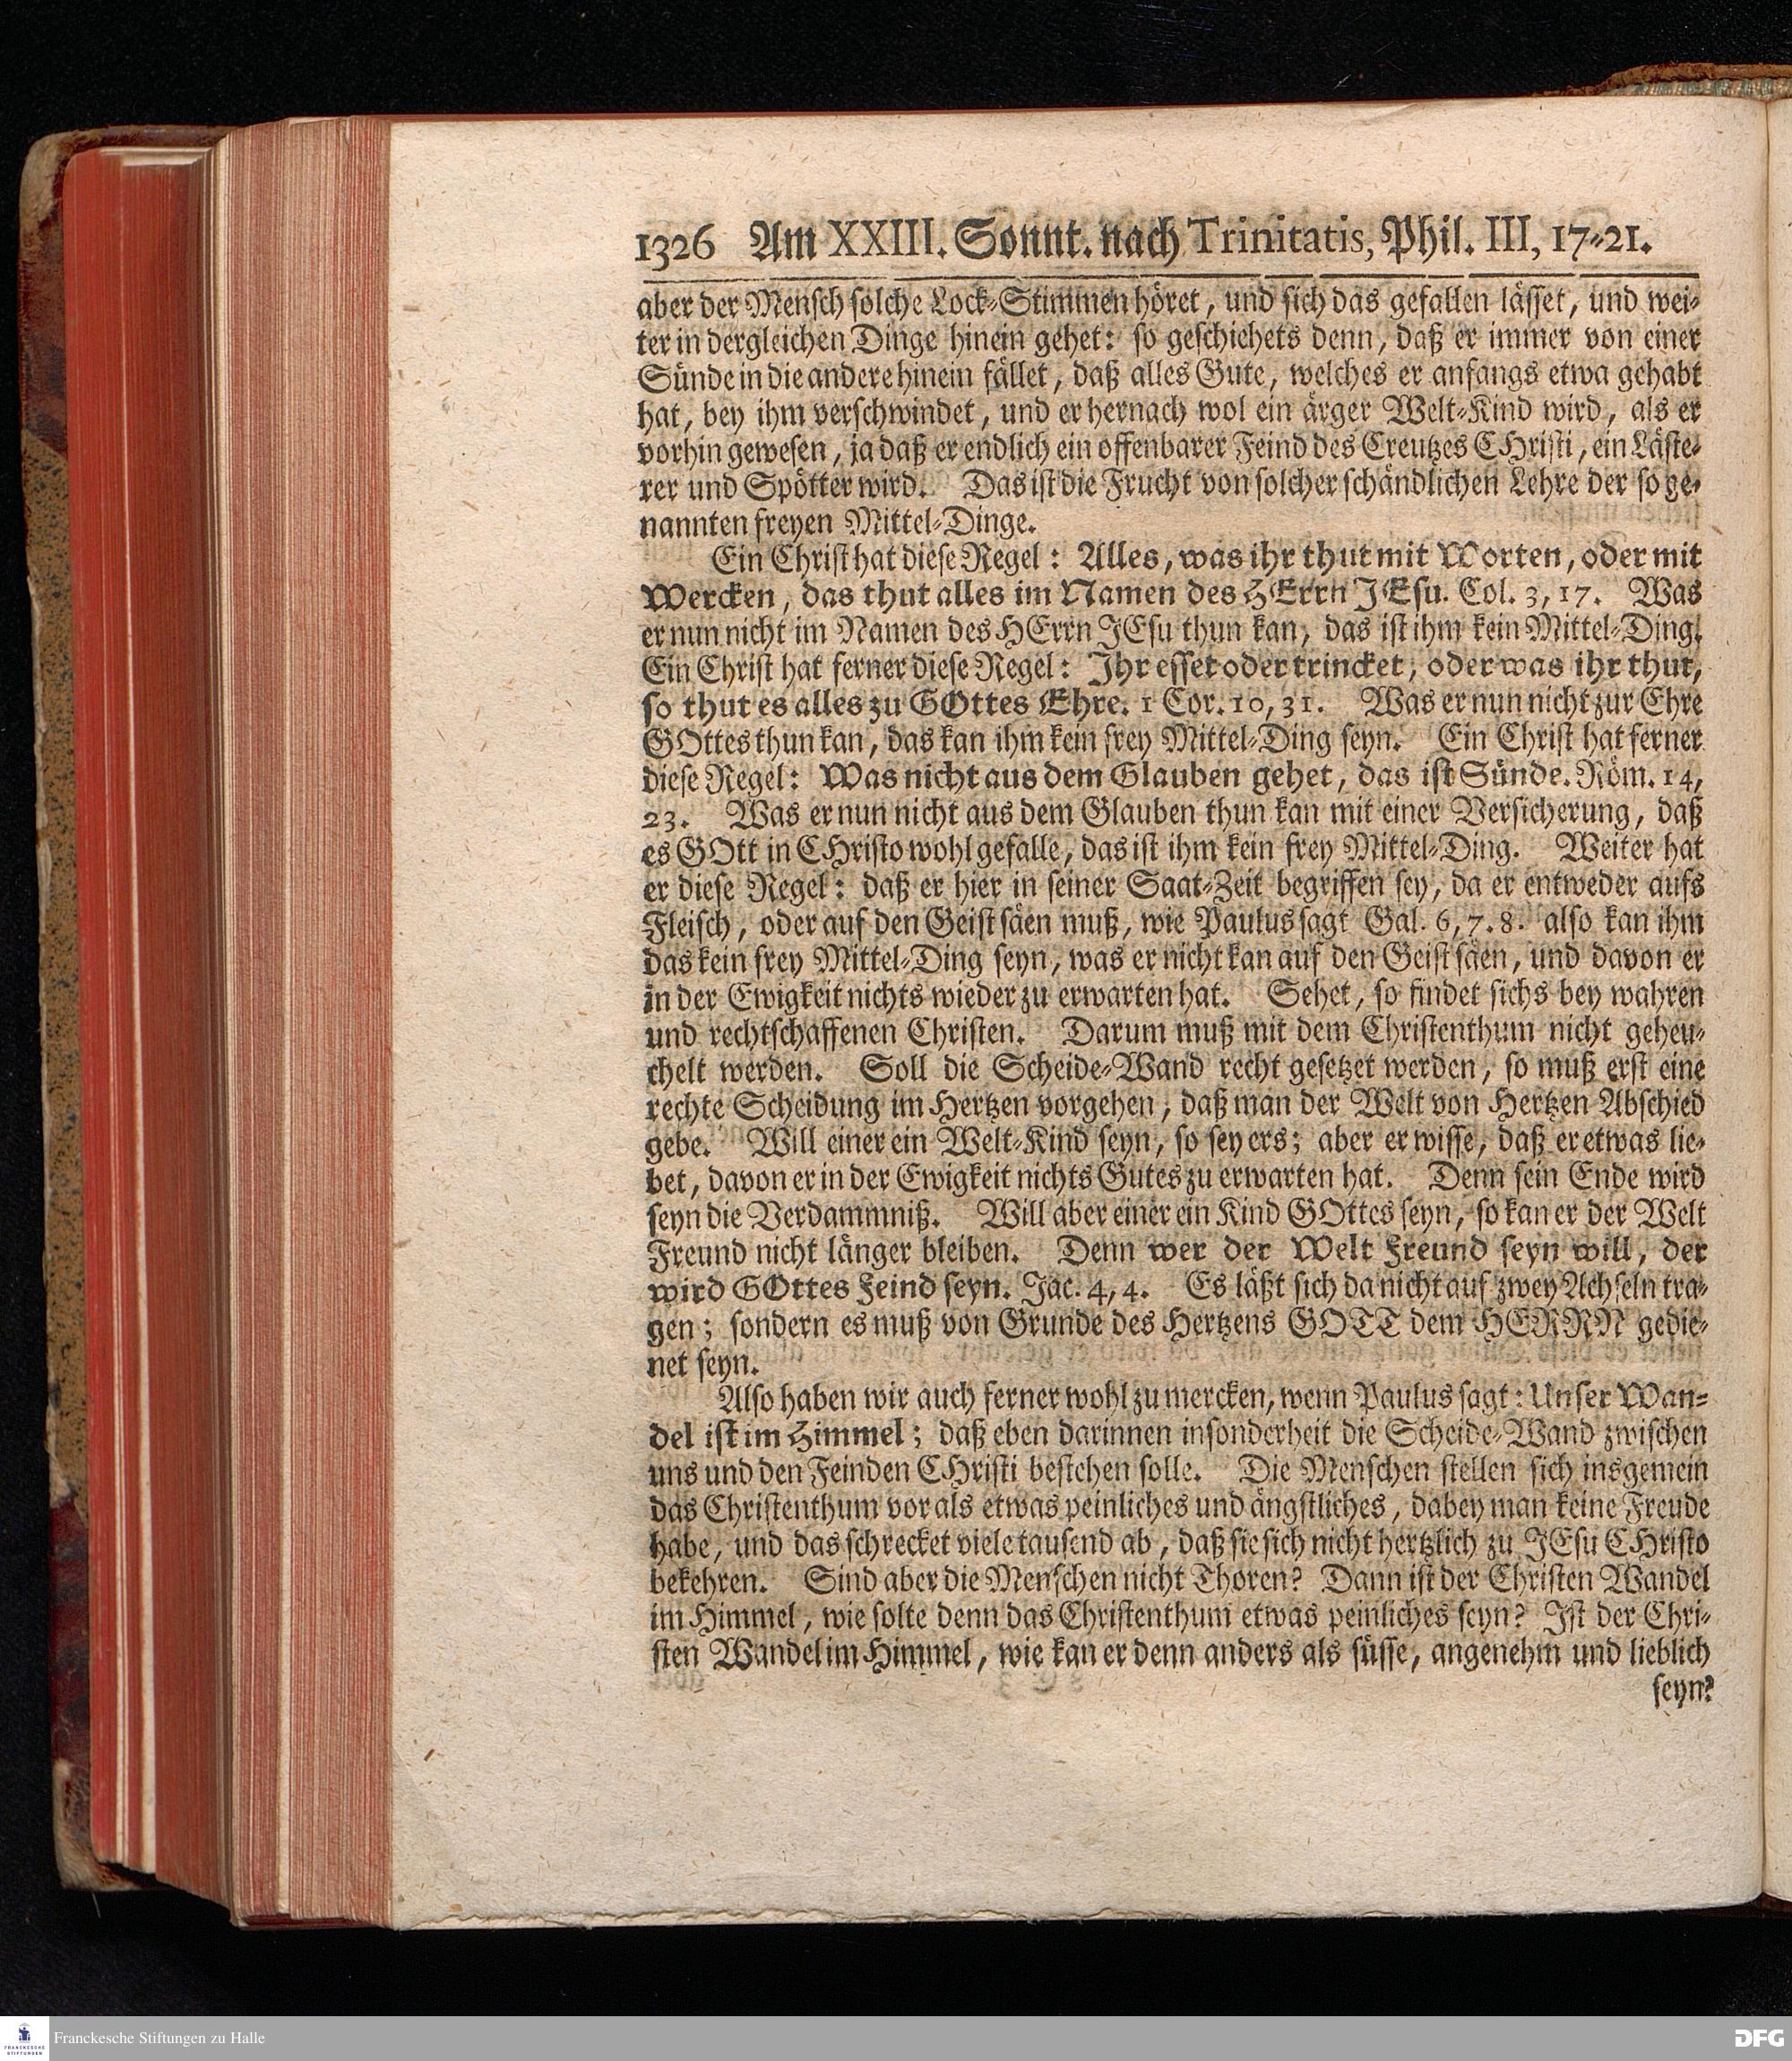 1326 Am XXIII. Sonnt. nach Trinitatis, Phil. III, 17-21.
aber der Mensch solche Lock-Stimmen höret, und sich das gefallen lässet, und wei-
ter in dergleichen Dinge hinein gehet: so geschiehets denn, daß er immer von einer
Sünde in die andere hinein fället, daß alles Gute, welches er anfangs etwa gehabt
hat, bey ihm verschwindet, und er hernach wol ein ärger Welt-Kind wird, als er
vorhin gewesen, ja daß er endlich ein offenbarer Feind des Creutzes CHristi, ein Läste-
rer und Spötter wird. Das ist die Frucht von solcher schändlichen Lehre der so ge-
nannten freyen Mittel-Dinge.
Ein Christ hat diese Regel: Alles, was ihr thut mit Worten, oder mit
Wercken, das thut alles im Namen des HErrn JEsu. Col. 3, 17. Was
er nun nicht im Namen des HErrn JEsu thun kan, das ist ihm kein Mittel-Ding.
Ein Christ hat ferner diese Regel: Ihr esset oder trincket, oder was ihr thut,
so thut es alles zu GOttes Ehre. 1 Cor. 10, 31. Was er nun nicht zur Ehre
GOttes thun kan, das kan ihm kein frey Mittel-Ding seyn. Ein Christ hat ferner
diese Regel: Was nicht aus dem Glauben gehet, das ist Sünde. Röm. 14,
23. Was er nun nicht aus dem Glauben thun kan mit einer Versicherung, daß
es GOtt in CHristo wohl gefalle, das ist ihm kein frey Mittel-Ding. Weiter hat
er diese Regel: daß er hier in seiner Saat-Zeit begriffen sey, da er entweder aufs
Fleisch, oder auf den Geist säen muß, wie Paulus sagt Gal. 6, 7. 8. also kan ihm
das kein frey Mittel-Ding seyn, was er nicht kan auf den Geist säen, und davon er
in der Ewigkeit nichts wieder zu erwarten hat. Sehet, so findet sichs bey wahren
und rechtschaffenen Christen. Darum muß mit dem Christenthum nicht geheu-
chelt werden. Soll die Scheide-Wand recht gesetzet werden, so muß erst eine
rechte Scheidung im Hertzen vorgehen, daß man der Welt von Hertzen Abschied
gebe. Will einer ein Welt-Kind seyn, so sey ers; aber er wisse, daß er etwas lie-
bet, davon er in der Ewigkeit nichts Gutes zu erwarten hat. Denn sein Ende wird
seyn die Verdammniß. Will aber einer ein Kind GOttes seyn, so kan er der Welt
Freund nicht länger bleiben. Denn wer der Welt Freund seyn will, der
wird GOttes Feind seyn. Jac. 4, 4. Es läßt sich da nicht auf zwey Achseln tra-
gen; sondern es muß von Grunde des Hertzens GOTT dem HERRN gedie-
net seyn.
Also haben wir auch ferner wohl zu mercken, wenn Paulus sagt: Unser Wan-
del ist im Himmel; daß eben darinnen insonderheit die Scheide-Wand zwischen
uns und den Feinden CHristi bestehen solle. Die Menschen stellen sich insgemein
das Christenthum vor als etwas peinliches und ängstliches, dabey man keine Freude
habe, und das schrecket viele tausend ab, daß sie sich nicht hertzlich zu JEsu CHristo
bekehren. Sind aber die Menschen nicht Thoren? Dann ist der Christen Wandel
im Himmel, wie solte denn das Christenthum etwas peinliches seyn? Ist der Chri-
sten Wandel im Himmel, wie kan er denn anders als süsse, angenehm und lieblich
seyn?
FRANCKESCHE STIFTUNGEN
Franckesche Stiftungen zu Halle
DFG